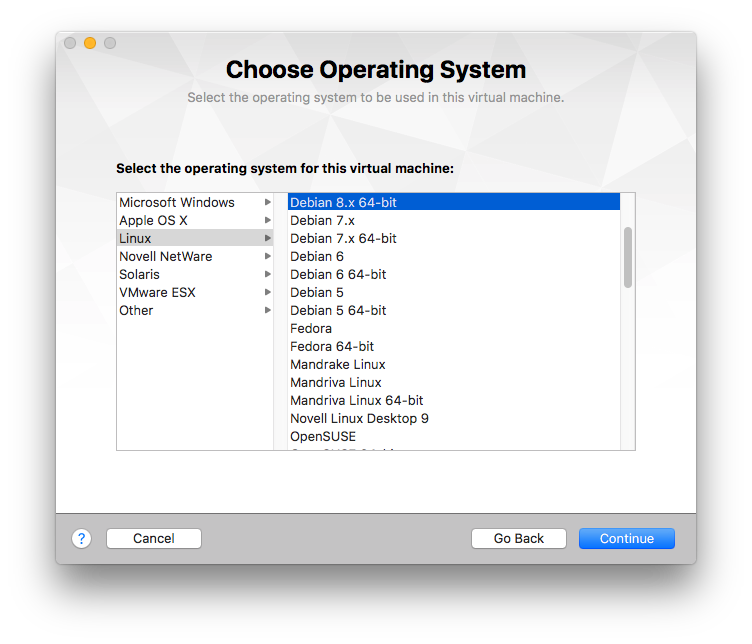 Choose Operating System
Select the operating system to be used in this virtual machine.
Select the operating system for this virtual machine:
Microsoft Windows
Apple OS X
Linux
Novell NetWare
Solaris
VMware ESX
Other
Debian 8.x 64-bit
Debian 7.x
Debian 7.x 64-bit
Debian 6
Debian 6 64-bit
Debian 5
Debian 5 64-bit
Fedora
Fedora 64-bit
Mandrake Linux
Mandriva Linux
Mandriva Linux 64-bit
Novell Linux Desktop 9
OpenSUSE
? Cancel Go Back Continue